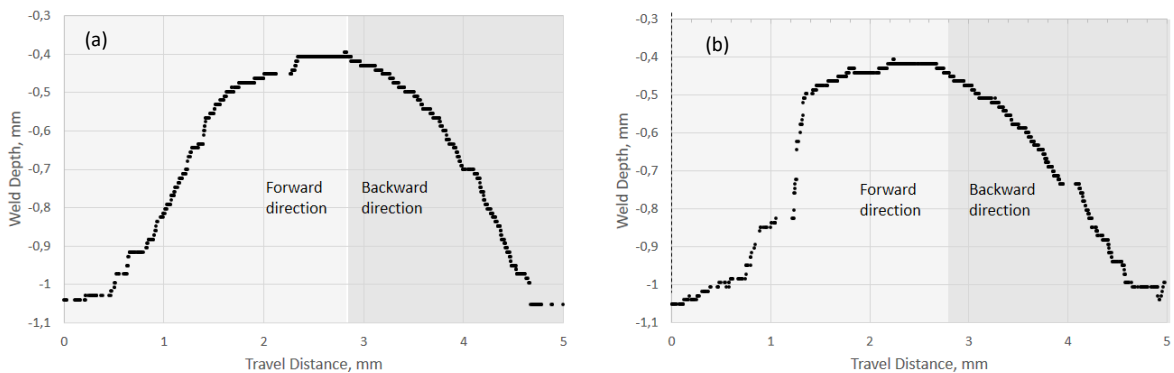 (a)
-0,3
-0,4
-0,5
-0,6
-0,7
-0,8
-0,9
-1
-1,1
Weld Depth, mm
Forward
direction
Backward
direction
0
1
2
3
4
5
Travel Distance, mm
(b)
-0,3
-0,4
-0,5
-0,6
-0,7
-0,8
-0,9
-1
-1,1
Weld Depth, mm
Forward
direction
Backward
direction
0
1
2
3
4
5
Travel Distance, mm